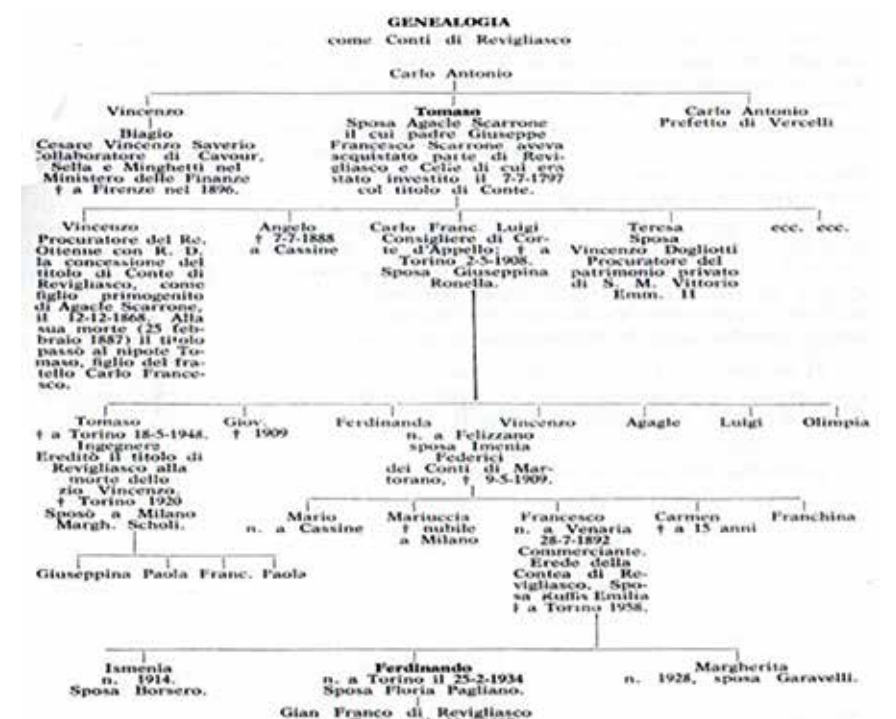 GENEALOGIA
come Conti di Revigliasco
Carlo Antonio
Vincenzo
Biagio
Cesare Vincenzo Saverio
Collaboratore di Cavour,
Sella e Minghetti nel
Ministero delle Finanze
† a Firenze nel 1896.
Tomaso
Sposa Agacle Scarrone
il cui padre Giuseppe
Francesco Scarrone aveva
acquistato parte di Revi-
gliasco e Celle di cui era
stato investito il 7-7-1797
col titolo di Conte.
Carlo Antonio
Prefetto di Vercelli
Vincenzo
Procuratore del Re.
Ottenne con R. D.
la concessione del
titolo di Conte di
Revigliasco, come
figlio primogenito
di Agacle Scarrone,
il 12-12-1868. Alla
sua morte (25 feb-
braio 1887) il titolo
passò al nipote To-
maso, figlio del fra-
tello Carlo France-
sco.
Angelo
† 7-7-1888
a Cassine
Carlo Franc Luigi
Consigliere di Cor-
te d'Appello; † a
Torino 2-5-1908.
Sposa Giuseppina
Ronella.
Teresa
Sposa
Vincenzo Dogliotti
Procuratore del
patrimonio privato
di S. M. Vittorio
Emm. II
ecc. ecc.
Tomaso
† a Torino 18-5-1948.
Ingegnere
Ereditò il titolo di
Revigliasco alla
morte dello
zio Vincenzo,
† Torino 1920
Sposò a Milano
Margh. Scholi.
Giov.
† 1909
Ferdinanda
Vincenzo
n. a Felizzano
sposa Imenia
Federici
dei Conti di Mar-
torano, † 9-5-1909.
Agagle
Luigi
Olimpia
Giuseppina Paola Franc. Paola
Mario
n. a Cassine
Mariuccia
† nubile
a Milano
Francesco
n. a Venaria
28-7-1892
Commerciante.
Erede della
Contea di Re-
vigliasco, Spo-
sa Ruffis Emilia
† a Torino 1958.
Carmen
† a 15 anni
Franchina
Ismenia
n. 1914.
Sposa Borsero.
Ferdinando
n. a Torino il 25-2-1934
Sposa Floria Pagliano.
Gian Franco di Revigliasco
Margherita
n. 1928, sposa Garavelli.